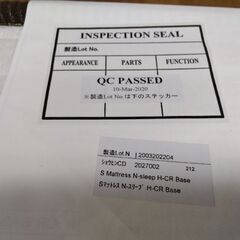 INSPECTION SEAL
製造Lot No.
APPEARANCE PARTS FUNCTION
QC PASSED
10-Mar-2020
※製造Lot No は下のステッカー
製造Lot.N J 2003202204
ｼｮｳﾋﾝCD 2027002 212
S Mattress N-sleep H-CR Base
Sﾏｯﾄﾚｽ N-ｽﾘｰﾌﾟ H-CR Base